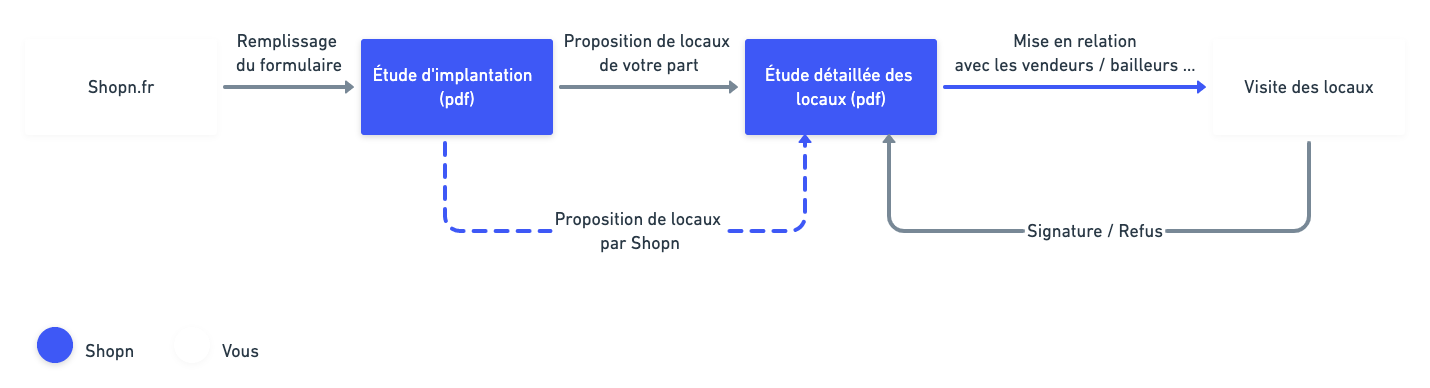 Shopn.fr
Remplissage
du formulaire
Étude d'implantation
(pdf)
Proposition de locaux
de votre part
Étude détaillée des
locaux (pdf)
Mise en relation
avec les vendeurs / bailleurs ...
Visite des locaux
Proposition de locaux
par Shopn
Signature / Refus
Shopn
Vous